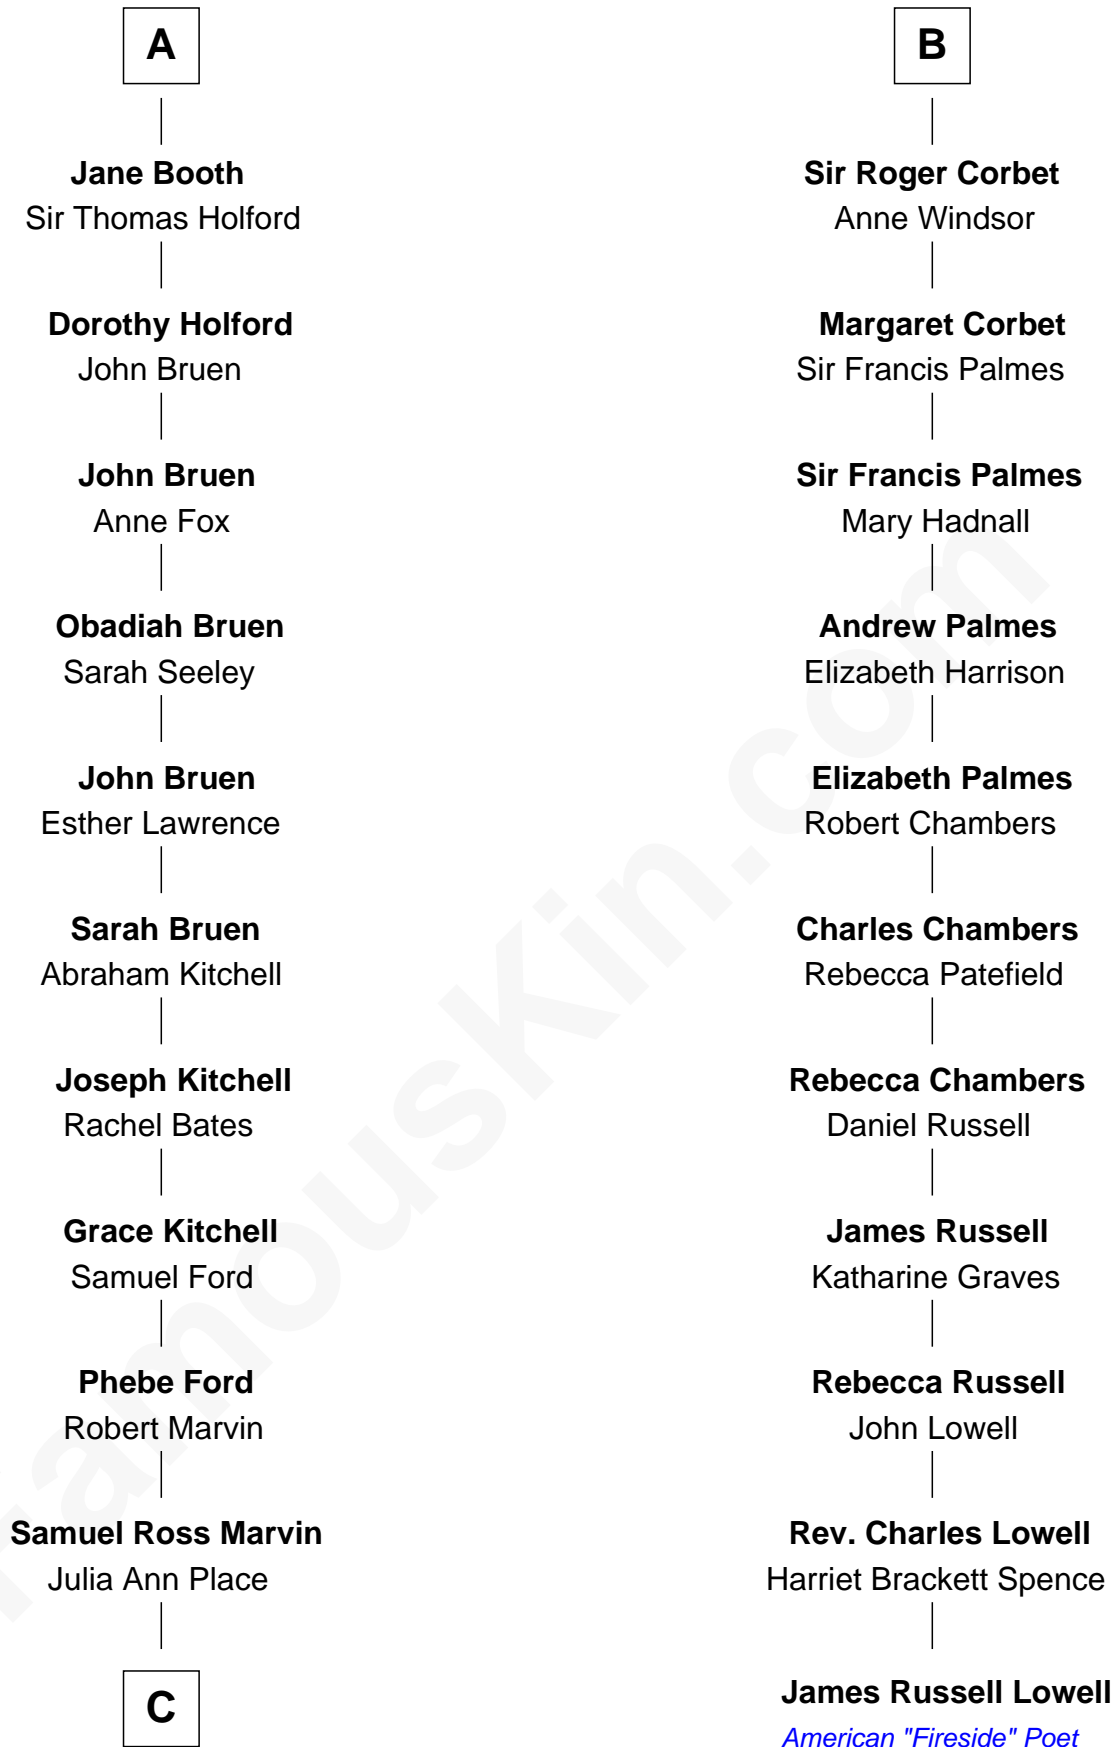 A
Jane Booth
Sir Thomas Holford
Dorothy Holford
John Bruen
John Bruen
Anne Fox
Obadiah Bruen
Sarah Seeley
John Bruen
Esther Lawrence
Sarah Bruen
Abraham Kitchell
Joseph Kitchell
Rachel Bates
Grace Kitchell
Samuel Ford
Phebe Ford
Robert Marvin
Samuel Ross Marvin
Julia Ann Place
C
B
Sir Roger Corbet
Anne Windsor
Margaret Corbet
Sir Francis Palmes
Sir Francis Palmes
Mary Hadnall
Andrew Palmes
Elizabeth Harrison
Elizabeth Palmes
Robert Chambers
Charles Chambers
Rebecca Patefield
Rebecca Chambers
Daniel Russell
James Russell
Katharine Graves
Rebecca Russell
John Lowell
Rev. Charles Lowell
Harriet Brackett Spence
James Russell Lowell
American "Fireside" Poet
FamousKin.com